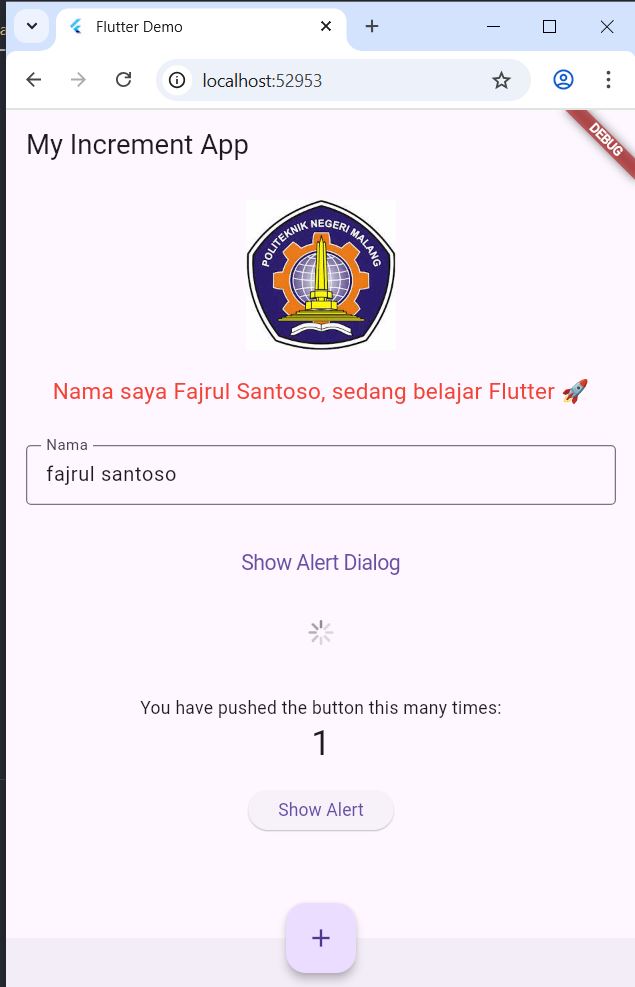 Flutter Demo
localhost:52953
DEBUG
My Increment App
POLITEKNIK NEGERI MALANG
Nama saya Fajrul Santoso, sedang belajar Flutter 🚀
Nama
fajrul santoso
Show Alert Dialog
You have pushed the button this many times:
1
Show Alert
+